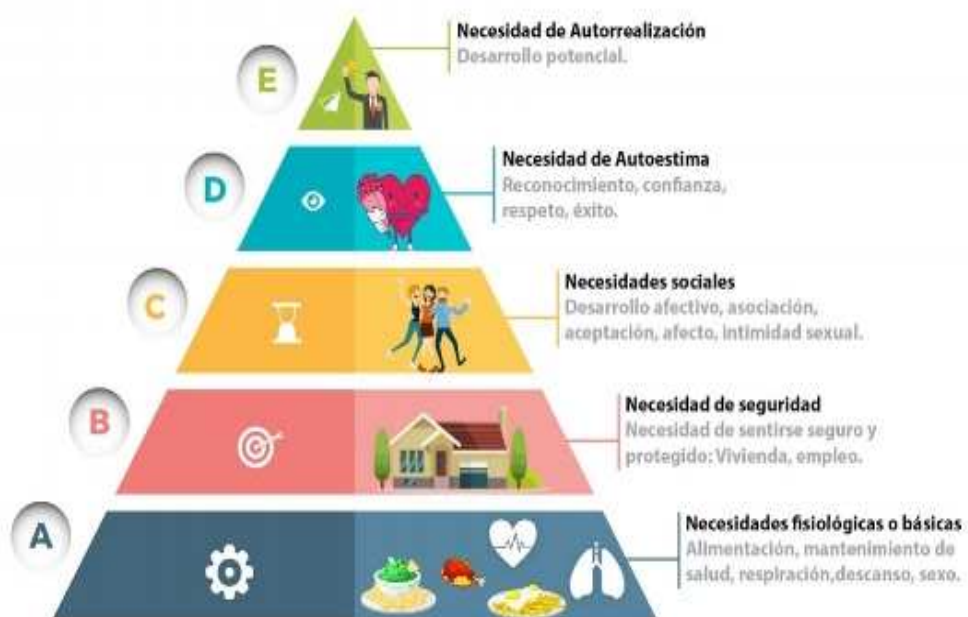 E
Necesidad de Autorrealización
Desarrollo potencial.
D
Necesidad de Autoestima
Reconocimiento, confianza,
respeto, éxito.
C
Necesidades sociales
Desarrollo afectivo, asociación,
aceptación, afecto, intimidad sexual.
B
Necesidad de seguridad
Necesidad de sentirse seguro y
protegido: Vivienda, empleo.
A
Necesidades fisiológicas o básicas
Alimentación, mantenimiento de
salud, respiración,descanso, sexo.